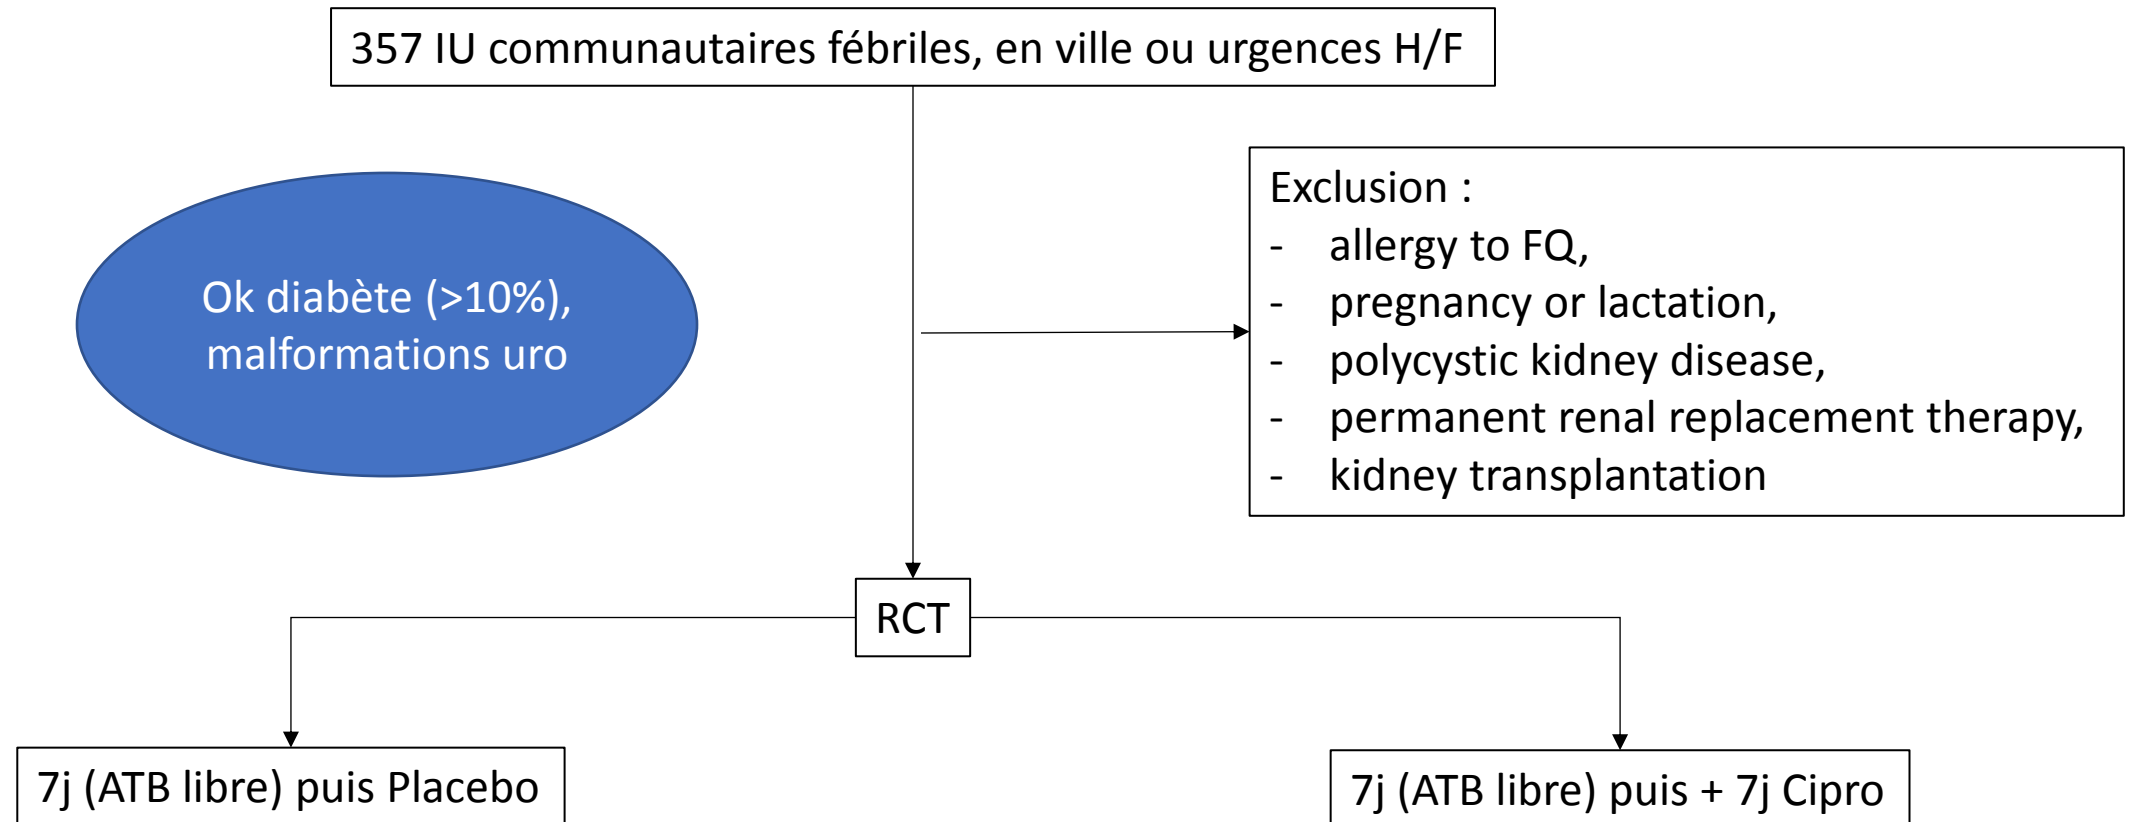 357 IU communautaires fébriles, en ville ou urgences H/F
Ok diabète (>10%),
malformations uro
Exclusion :
- allergy to FQ,
- pregnancy or lactation,
- polycystic kidney disease,
- permanent renal replacement therapy,
- kidney transplantation
RCT
7j (ATB libre) puis Placebo
7j (ATB libre) puis + 7j Cipro